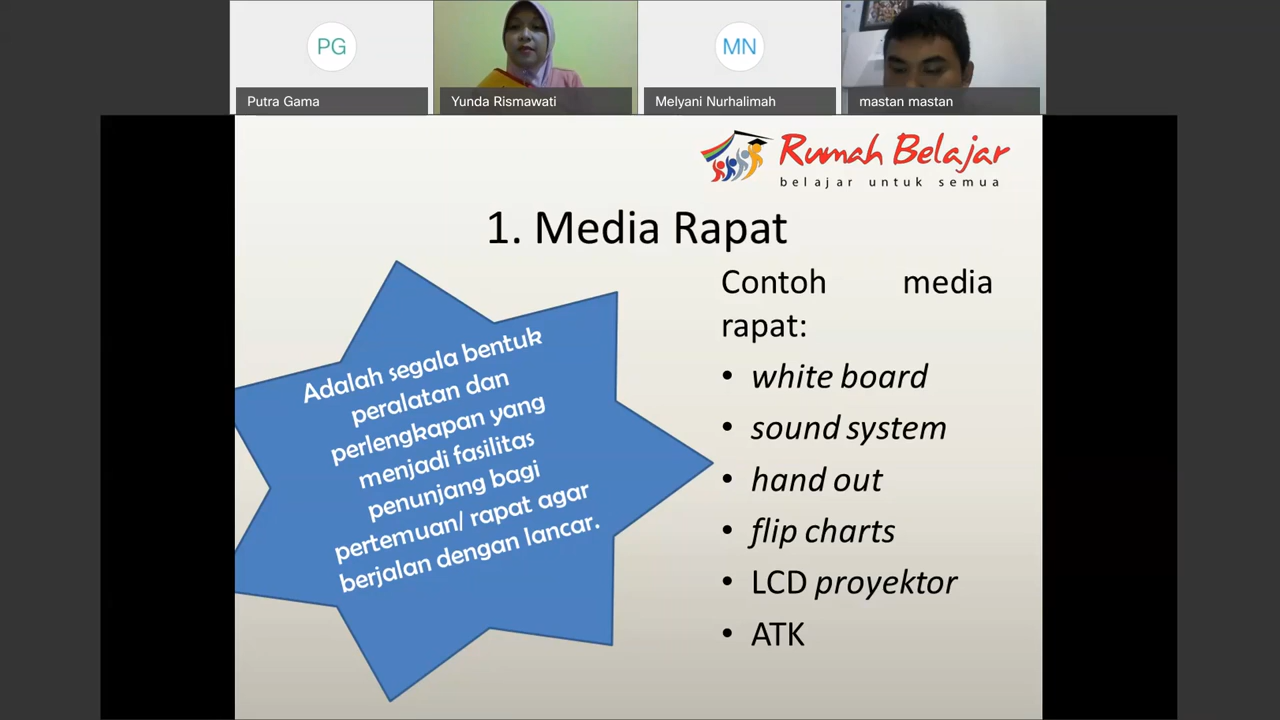 PG
MN
Putra Gama
Yunda Rismawati
Melyani Nurhalimah
mastan mastan
Rumah Belajar
belajar untuk semua
1. Media Rapat
Adalah segala bentuk
peralatan dan
perlengkapan yang
menjadi fasilitas
penunjang bagi
pertemuan/ rapat agar
berjalan dengan lancar.
Contoh media
rapat:
• white board
• sound system
• hand out
• flip charts
• LCD proyektor
• ATK